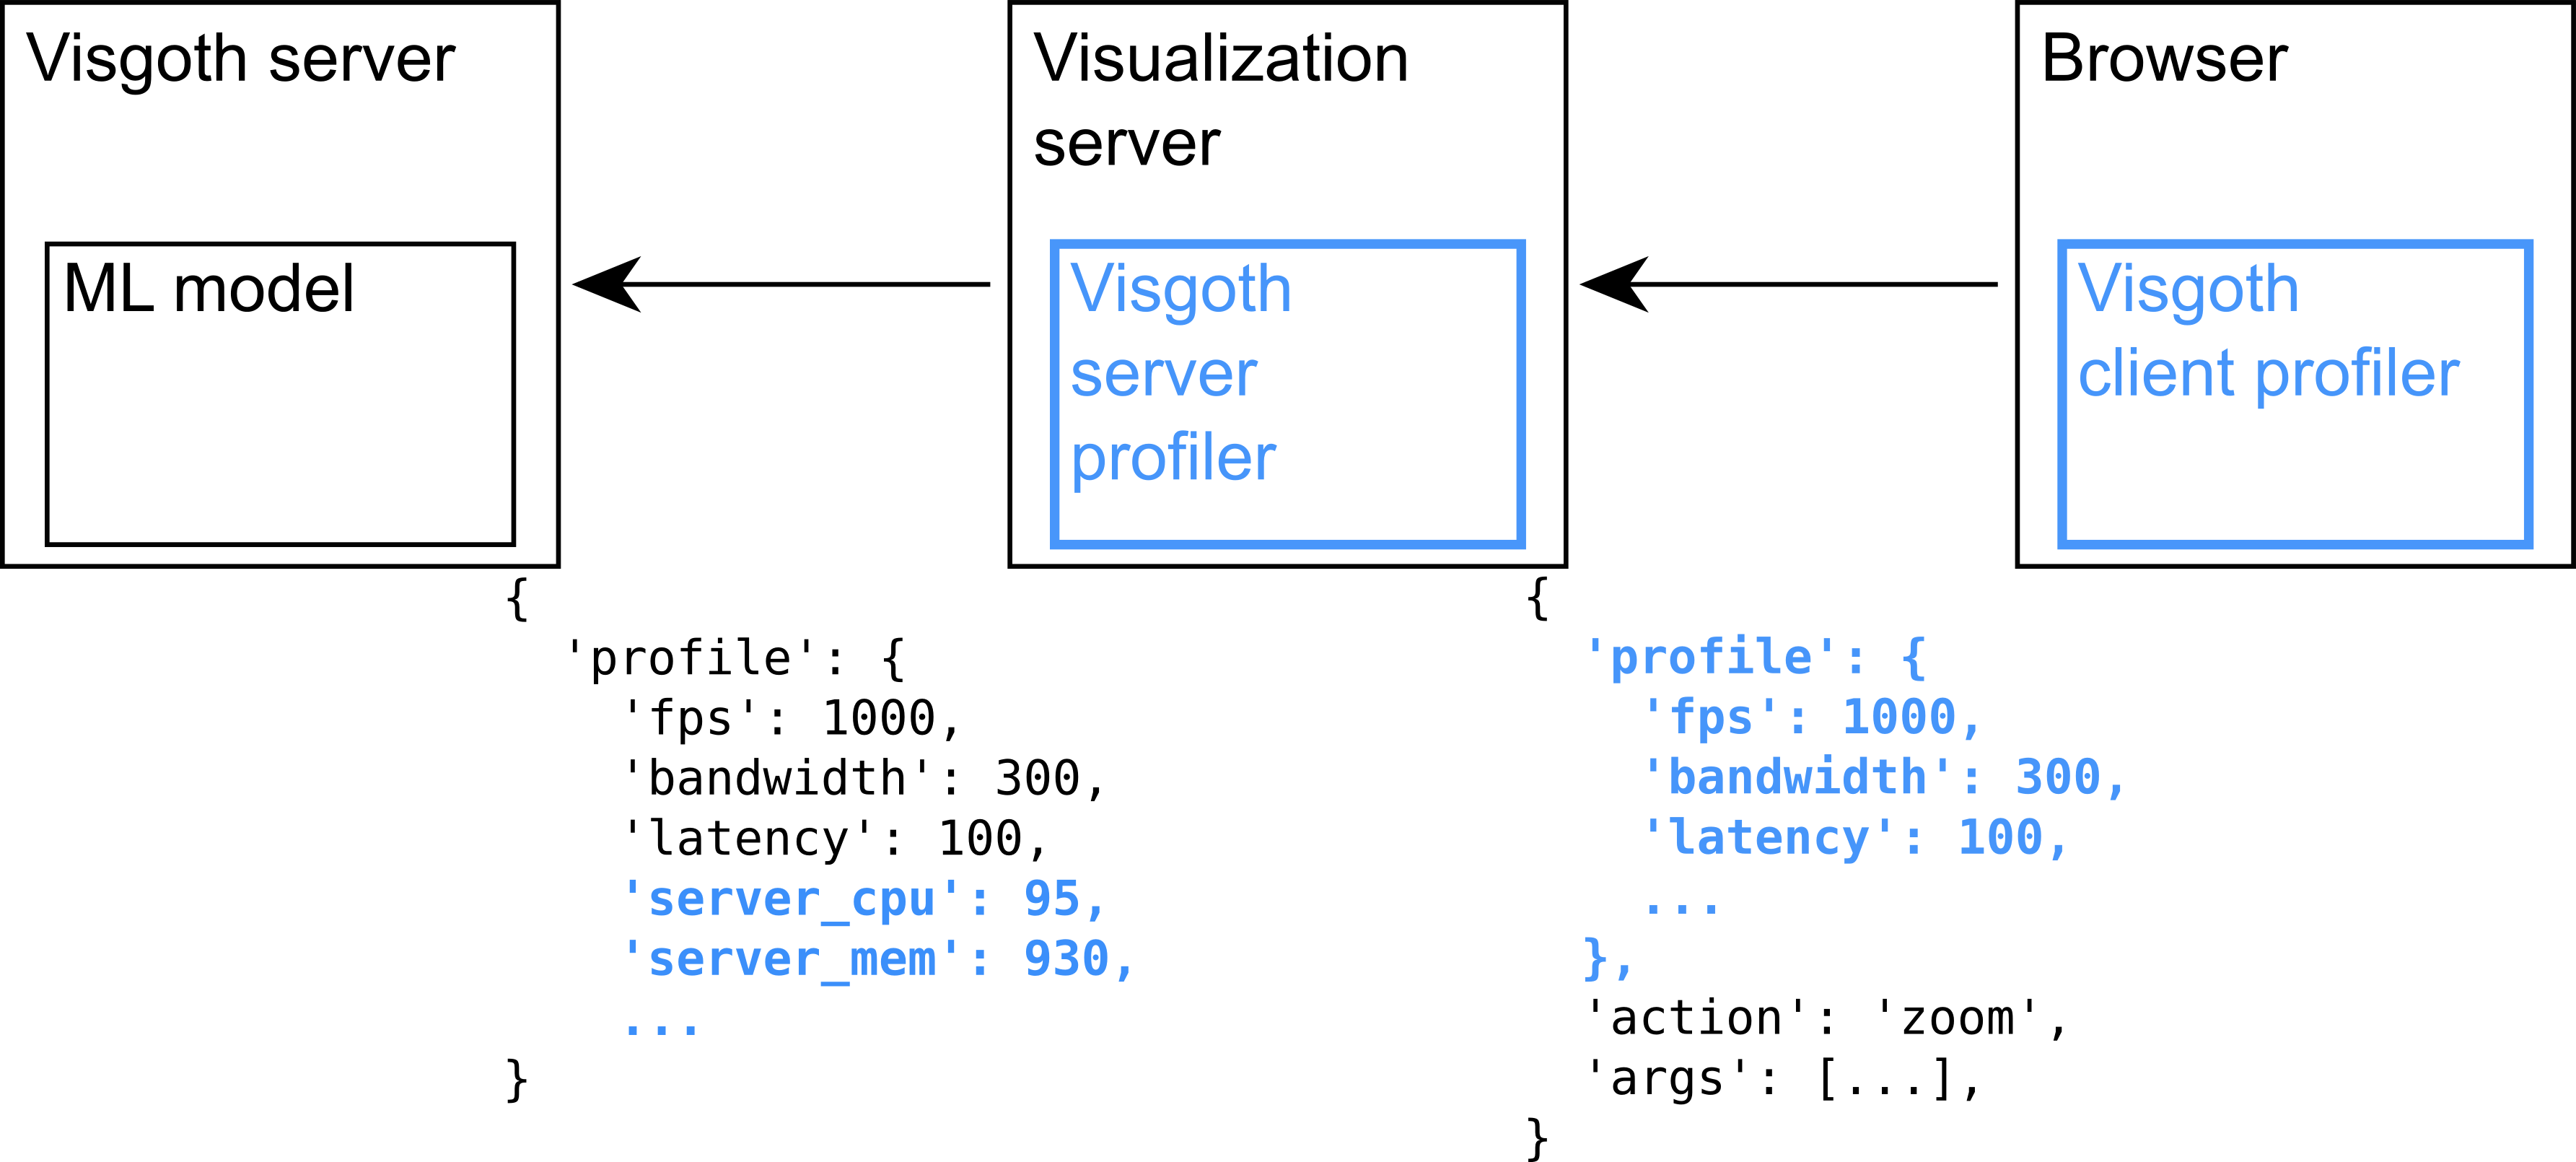 Visgoth server
ML model
Visualization
server
Visgoth
server
profiler
Browser
Visgoth
client profiler
{
'profile': {
'fps': 1000,
'bandwidth': 300,
'latency': 100,
'server_cpu': 95,
'server_mem': 930,
...
}
{
'profile': {
'fps': 1000,
'bandwidth': 300,
'latency': 100,
...
},
'action': 'zoom',
'args': [...],
}